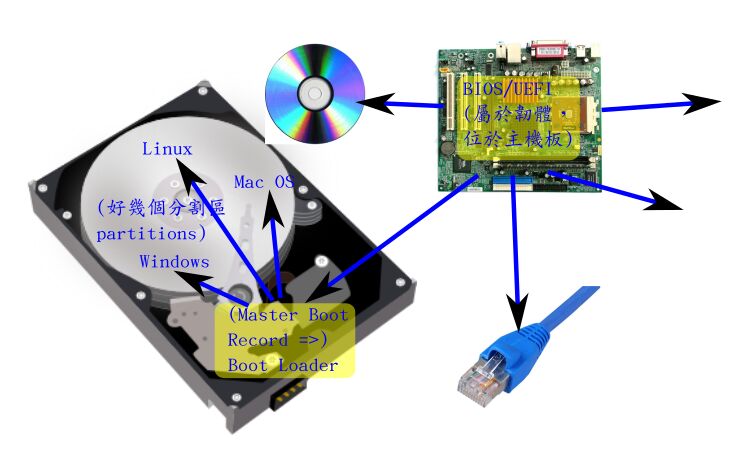 BIOS/UEFI
(屬於韌體
位於主機板)
Linux
Mac OS
(好幾個分割區
partitions)
Windows
(Master Boot
Record =>)
Boot Loader